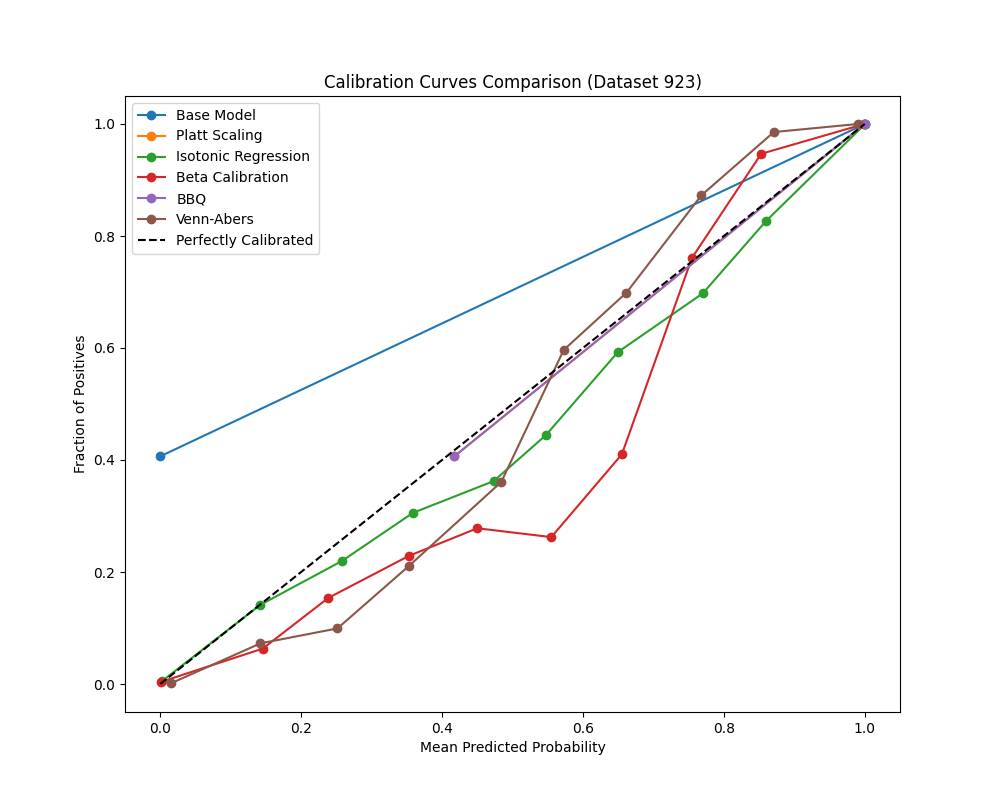 Calibration Curves Comparison (Dataset 923)
Base Model
Platt Scaling
Isotonic Regression
Beta Calibration
BBQ
Venn-Abers
Perfectly Calibrated
Fraction of Positives
1.0
0.8
0.6
0.4
0.2
0.0
0.0 0.2 0.4 0.6 0.8 1.0
Mean Predicted Probability